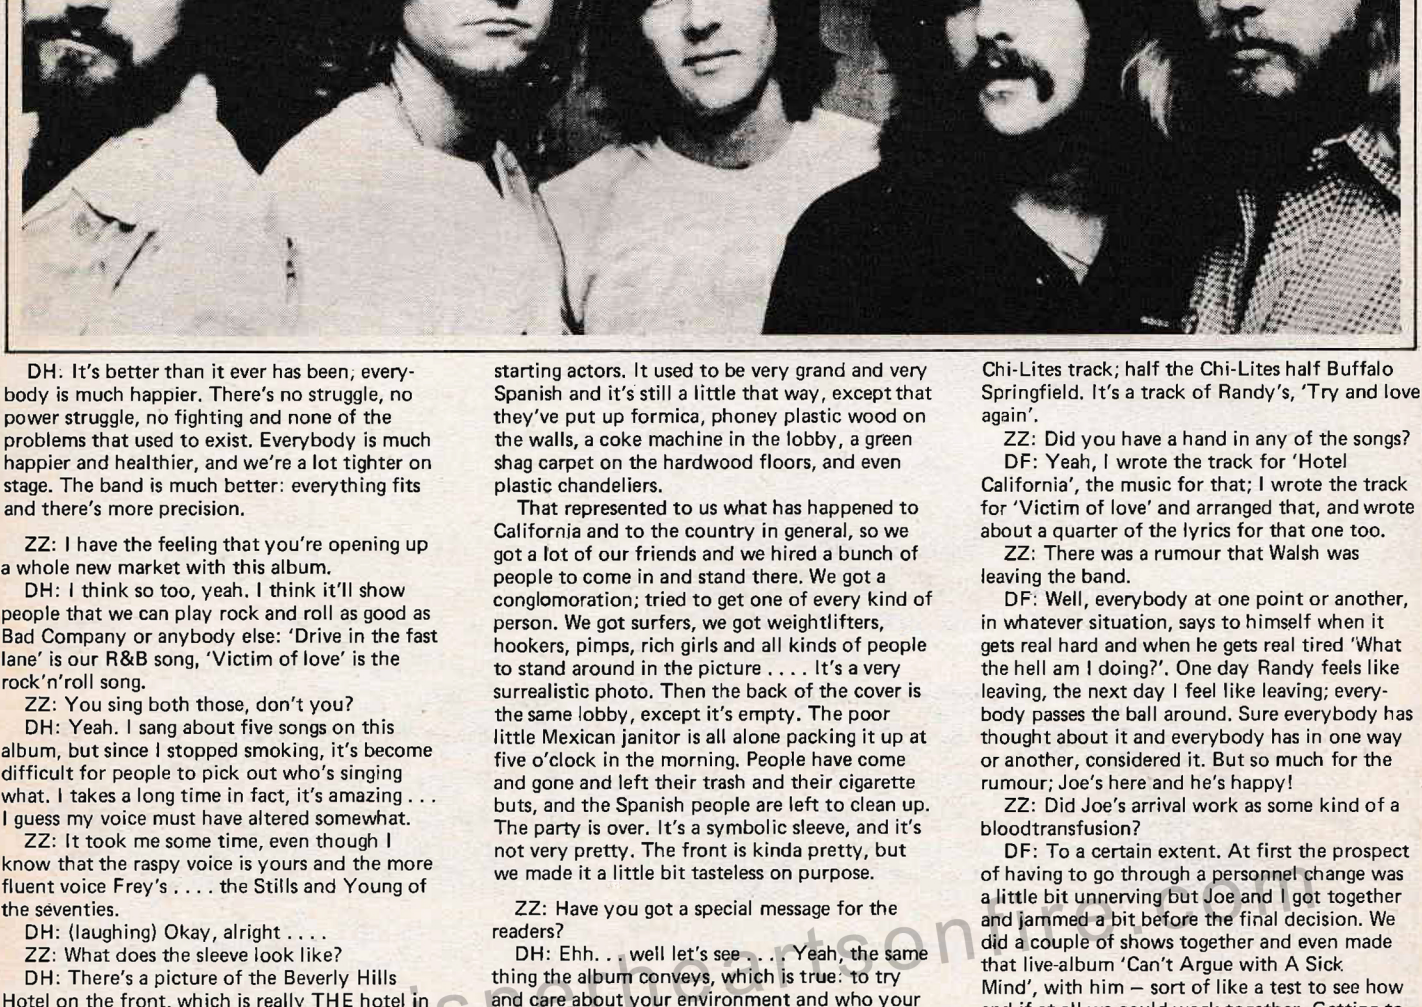 DH: It's better than it ever has been; every-
body is much happier. There's no struggle, no
power struggle, no fighting and none of the
problems that used to exist. Everybody is much
happier and healthier, and we're a lot tighter on
stage. The band is much better: everything fits
and there's more precision.
ZZ: I have the feeling that you're opening up
a whole new market with this album.
DH: I think so too, yeah. I think it'll show
people that we can play rock and roll as good as
Bad Company or anybody else: 'Drive in the fast
lane' is our R&B song, 'Victim of love' is the
rock'n'roll song.
ZZ: You sing both those, don't you?
DH: Yeah. I sang about five songs on this
album, but since I stopped smoking, it's become
difficult for people to pick out who's singing
what. I takes a long time in fact, it's amazing . . .
I guess my voice must have altered somewhat.
ZZ: It took me some time, even though I
know that the raspy voice is yours and the more
fluent voice Frey's . . . . the Stills and Young of
the seventies.
DH: (laughing) Okay, alright . . . .
ZZ: What does the sleeve look like?
DH: There's a picture of the Beverly Hills
Hotel on the front, which is really THE hotel in
starting actors. It used to be very grand and very
Spanish and it's still a little that way, except that
they've put up formica, phoney plastic wood on
the walls, a coke machine in the lobby, a green
shag carpet on the hardwood floors, and even
plastic chandeliers.
That represented to us what has happened to
California and to the country in general, so we
got a lot of our friends and we hired a bunch of
people to come in and stand there. We got a
conglomoration; tried to get one of every kind of
person. We got surfers, we got weightlifters,
hookers, pimps, rich girls and all kinds of people
to stand around in the picture . . . . It's a very
surrealistic photo. Then the back of the cover is
the same lobby, except it's empty. The poor
little Mexican janitor is all alone packing it up at
five o'clock in the morning. People have come
and gone and left their trash and their cigarette
buts, and the Spanish people are left to clean up.
The party is over. It's a symbolic sleeve, and it's
not very pretty. The front is kinda pretty, but
we made it a little bit tasteless on purpose.
ZZ: Have you got a special message for the
readers?
DH: Ehh. . . well let's see . . . . Yeah, the same
thing the album conveys, which is true: to try
and care about your environment and who your
Chi-Lites track; half the Chi-Lites half Buffalo
Springfield. It's a track of Randy's, 'Try and love
again'.
ZZ: Did you have a hand in any of the songs?
DF: Yeah, I wrote the track for 'Hotel
California', the music for that; I wrote the track
for 'Victim of love' and arranged that, and wrote
about a quarter of the lyrics for that one too.
ZZ: There was a rumour that Walsh was
leaving the band.
DF: Well, everybody at one point or another,
in whatever situation, says to himself when it
gets real hard and when he gets real tired 'What
the hell am I doing?'. One day Randy feels like
leaving, the next day I feel like leaving; every-
body passes the ball around. Sure everybody has
thought about it and everybody has in one way
or another, considered it. But so much for the
rumour; Joe's here and he's happy!
ZZ: Did Joe's arrival work as some kind of a
bloodtransfusion?
DF: To a certain extent. At first the prospect
of having to go through a personnel change was
a little bit unnerving but Joe and I got together
and jammed a bit before the final decision. We
did a couple of shows together and even made
that live-album 'Can't Argue with A Sick
Mind', with him — sort of like a test to see how
sperheartsonfire.com